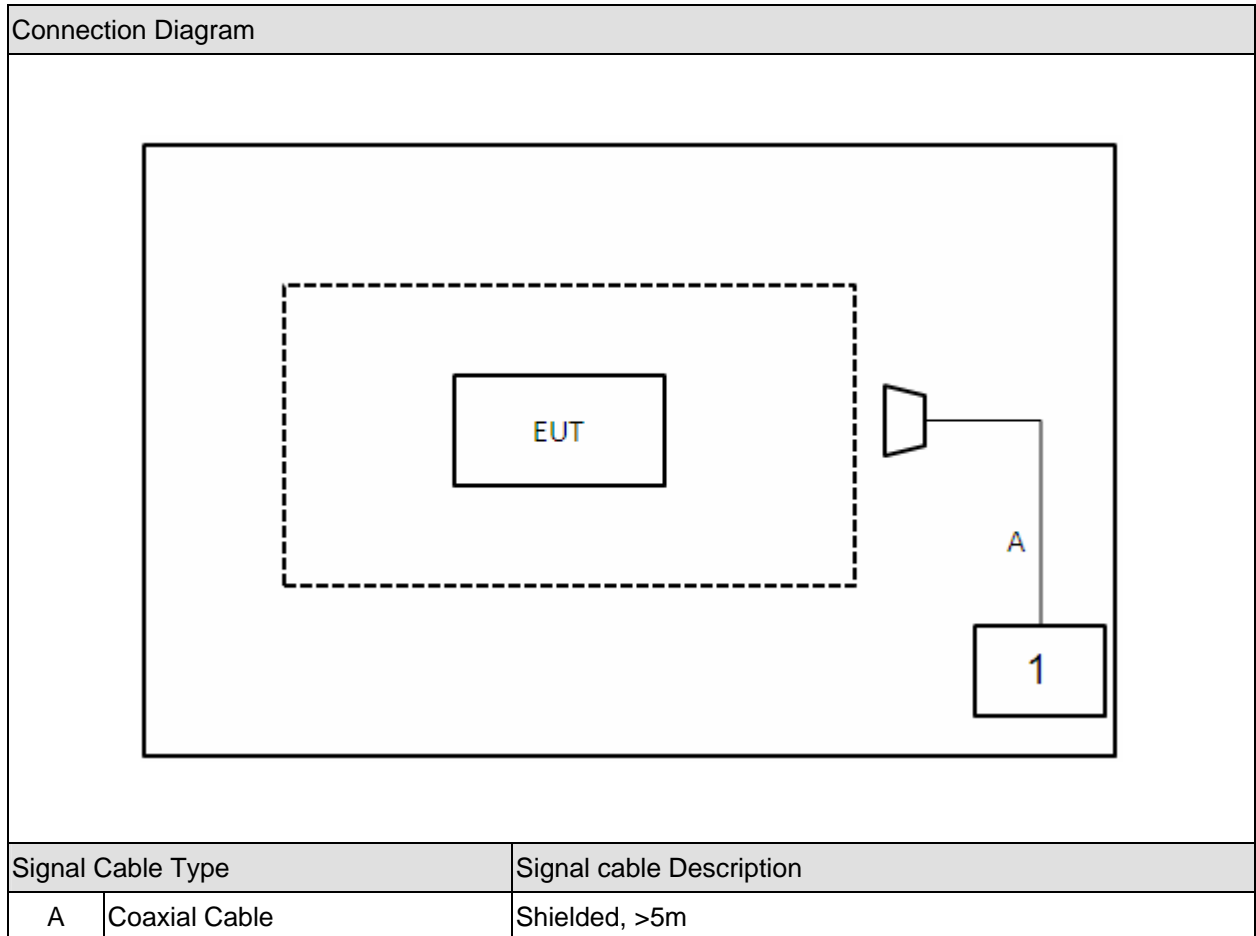 Connection Diagram
EUT
A
1
Signal Cable Type Signal cable Description
A Coaxial Cable Shielded, >5m